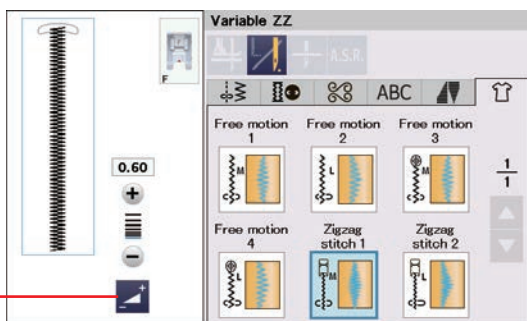 Variable ZZ
A.S.R.
F
ABC
Free motion
1
Free motion
2
Free motion
3
M
L
M
1
1
0.60
+
−
Free motion
4
Zigzag
stitch 1
Zigzag
stitch 2
L
M
L
+
−